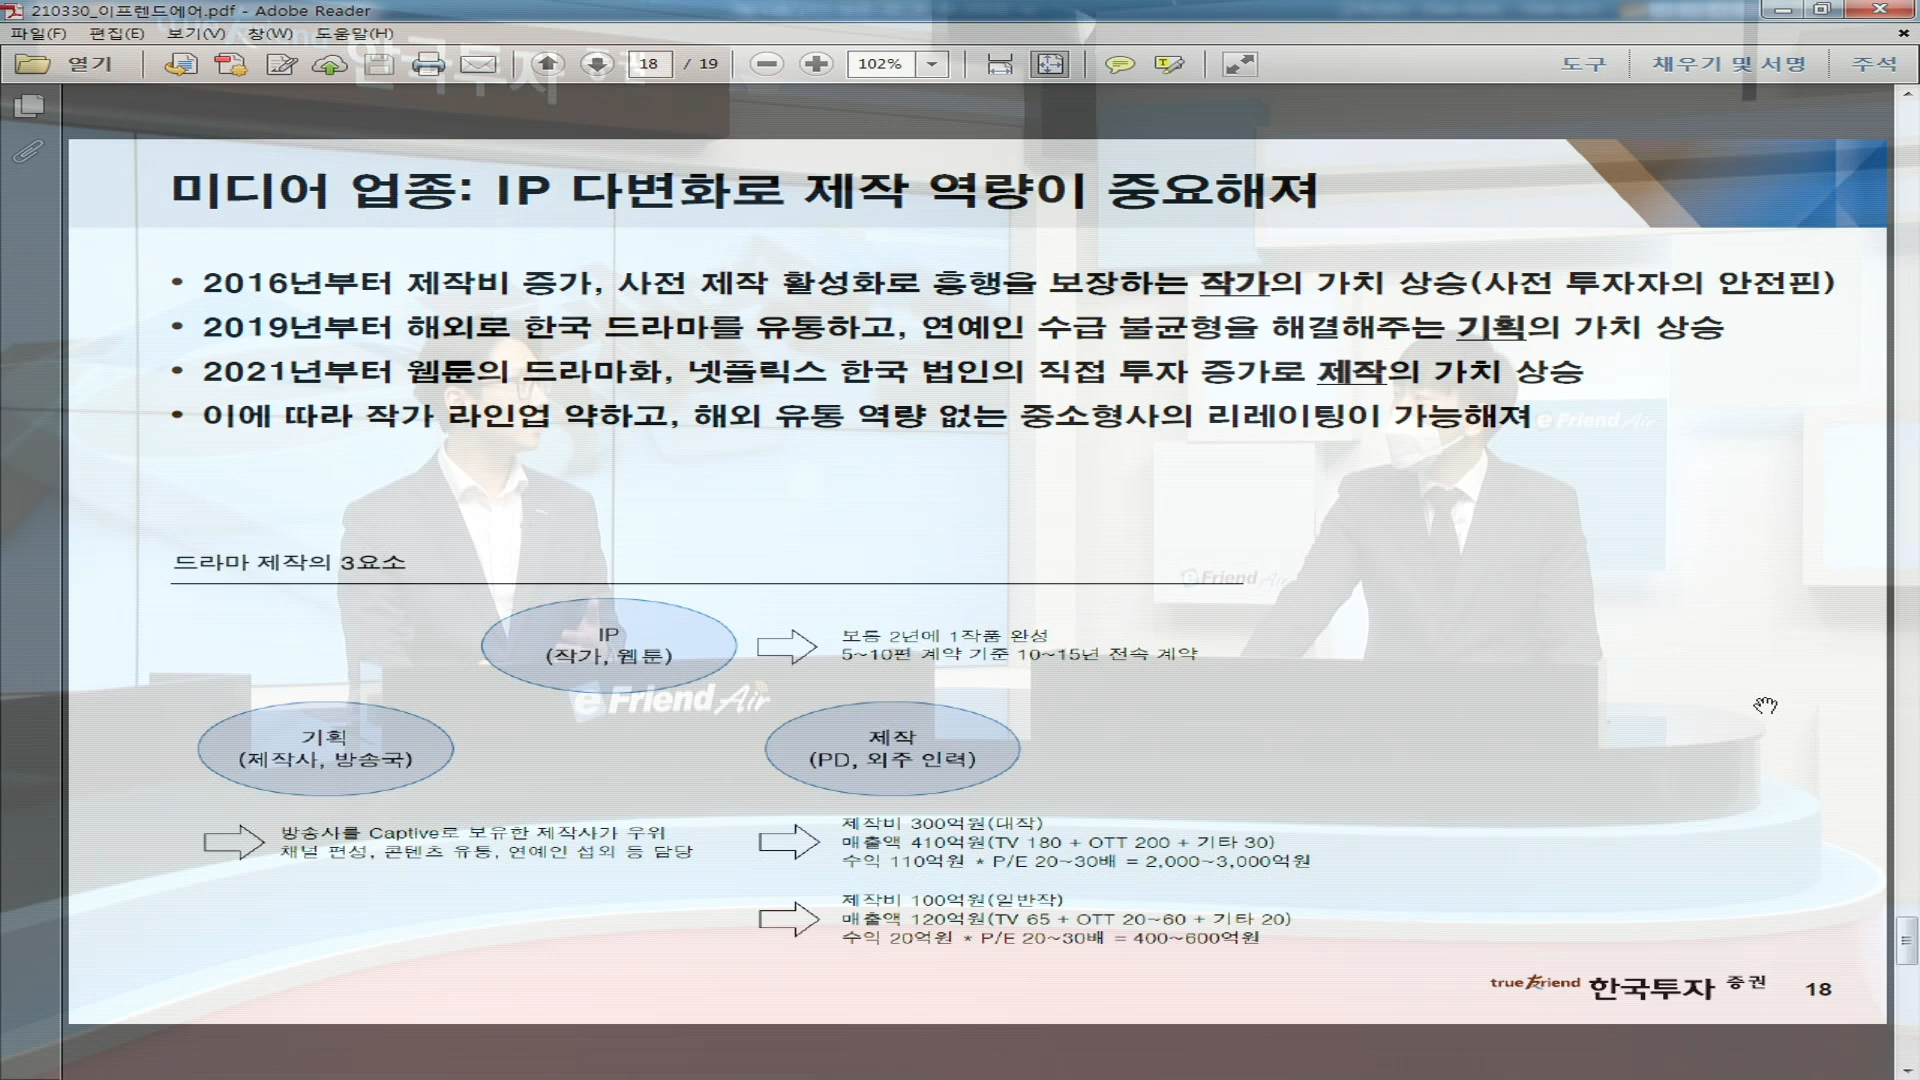 210330_이프렌드에어.pdf - Adobe Reader
파일(F) 편집(E) 보기(V) 창(W) 도움말(H)
열기 18 / 19 102% 도구 채우기 및 서명 주석
한국투자 증권
미디어 업종: IP 다변화로 제작 역량이 중요해져
• 2016년부터 제작비 증가, 사전 제작 활성화로 흥행을 보장하는 작가의 가치 상승(사전 투자자의 안전핀)
• 2019년부터 해외로 한국 드라마를 유통하고, 연예인 수급 불균형을 해결해주는 기획의 가치 상승
• 2021년부터 웹툰의 드라마화, 넷플릭스 한국 법인의 직접 투자 증가로 제작의 가치 상승
• 이에 따라 작가 라인업 약하고, 해외 유통 역량 없는 중소형사의 리레이팅이 가능해져
eFriend Air
드라마 제작의 3요소
eFriend Air
IP
(작가, 웹툰)
보통 2년에 1작품 완성
5~10편 계약 기준 10~15년 전속 계약
eFriend Air
기획
(제작사, 방송국)
제작
(PD, 외주 인력)
방송사를 Captive로 보유한 제작사가 우위
채널 편성, 콘텐츠 유통, 연예인 섭외 등 담당
제작비 300억원(대작)
매출액 410억원(TV 180 + OTT 200 + 기타 30)
수익 110억원 * P/E 20~30배 = 2,000~3,000억원
제작비 100억원(일반작)
매출액 120억원(TV 65 + OTT 20~60 + 기타 20)
수익 20억원 * P/E 20~30배 = 400~600억원
true friend 한국투자 증권 18